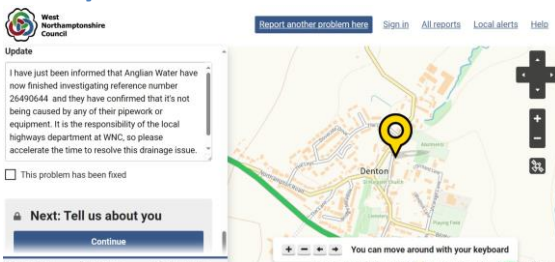 West
Northamptonshire
Council
Report another problem here Sign in All reports Local alerts Help
Update
I have just been informed that Anglian Water have
now finished investigating reference number
26490644 and they have confirmed that it's not
being caused by any of their pipework or
equipment. It is the responsibility of the local
highways department at WNC, so please
accelerate the time to resolve this drainage issue.
This problem has been fixed
Next: Tell us about you
Continue
Denton
Playing Field
+ − ← → You can move around with your keyboard